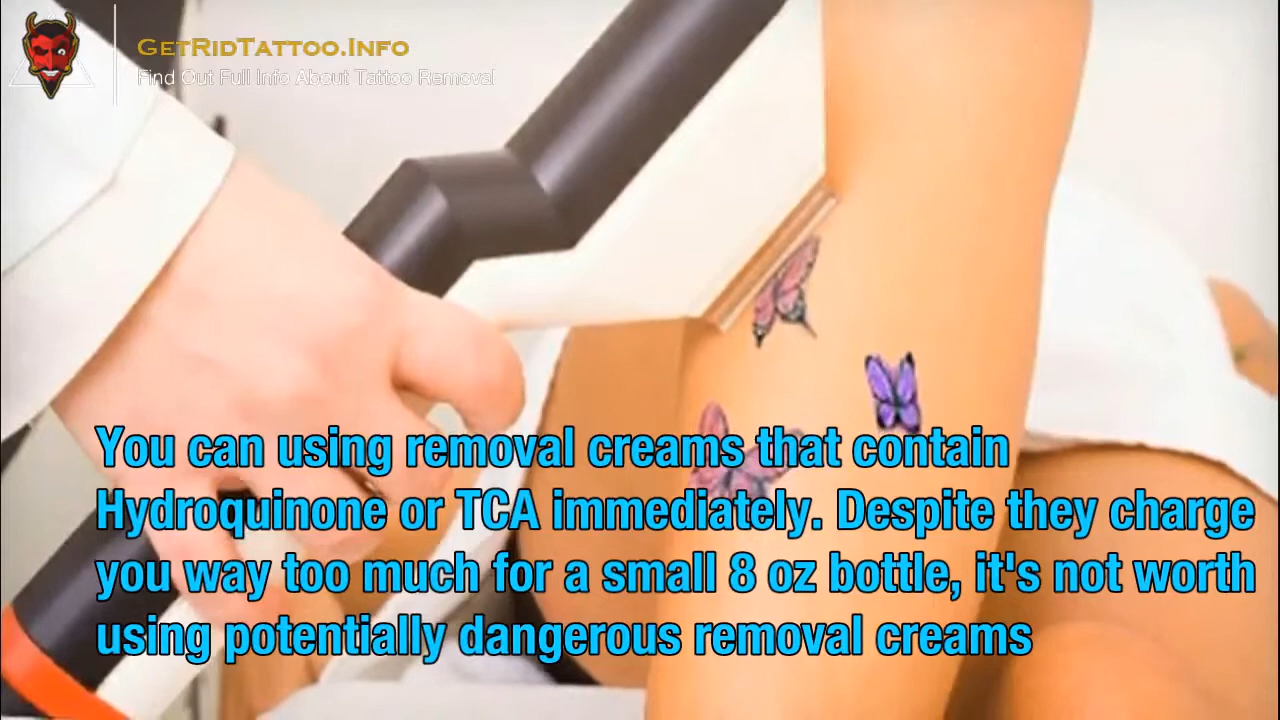 GetRidTattoo.Info
Find Out Full Info About Tattoo Removal
You can using removal creams that contain
Hydroquinone or TCA immediately. Despite they charge
you way too much for a small 8 oz bottle, it's not worth
using potentially dangerous removal creams